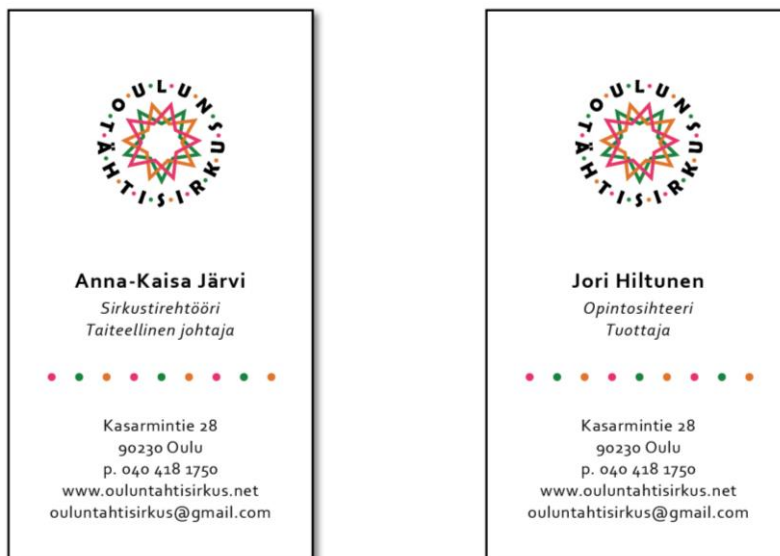 OULUN
TÄHTISIRKUS
Anna-Kaisa Järvi
Sirkustirehtööri
Taiteellinen johtaja
Kasarmintie 28
90230 Oulu
p. 040 418 1750
www.ouluntahtisirkus.net
ouluntahtisirkus@gmail.com
OULUN
TÄHTISIRKUS
Jori Hiltunen
Opintosihteeri
Tuottaja
Kasarmintie 28
90230 Oulu
p. 040 418 1750
www.ouluntahtisirkus.net
ouluntahtisirkus@gmail.com